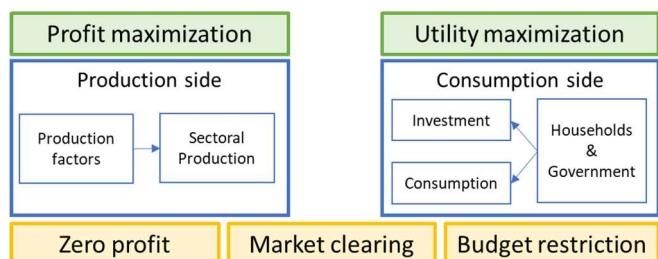 Profit maximization
Utility maximization
Production side
Production
factors
Sectoral
Production
Consumption side
Investment
Consumption
Households
&
Government
Zero profit
Market clearing
Budget restriction